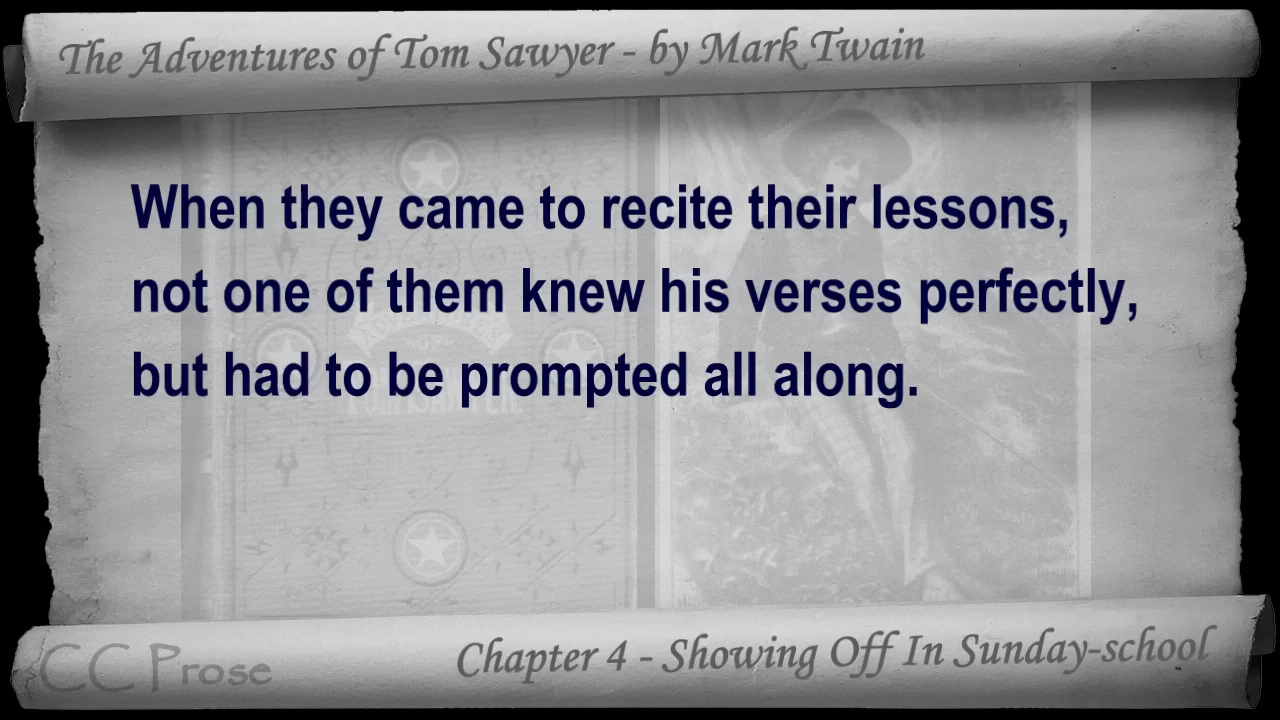 The Adventures of Tom Sawyer - by Mark Twain
When they came to recite their lessons,
not one of them knew his verses perfectly,
but had to be prompted all along.
CC Prose
Chapter 4 - Showing Off In Sunday-school